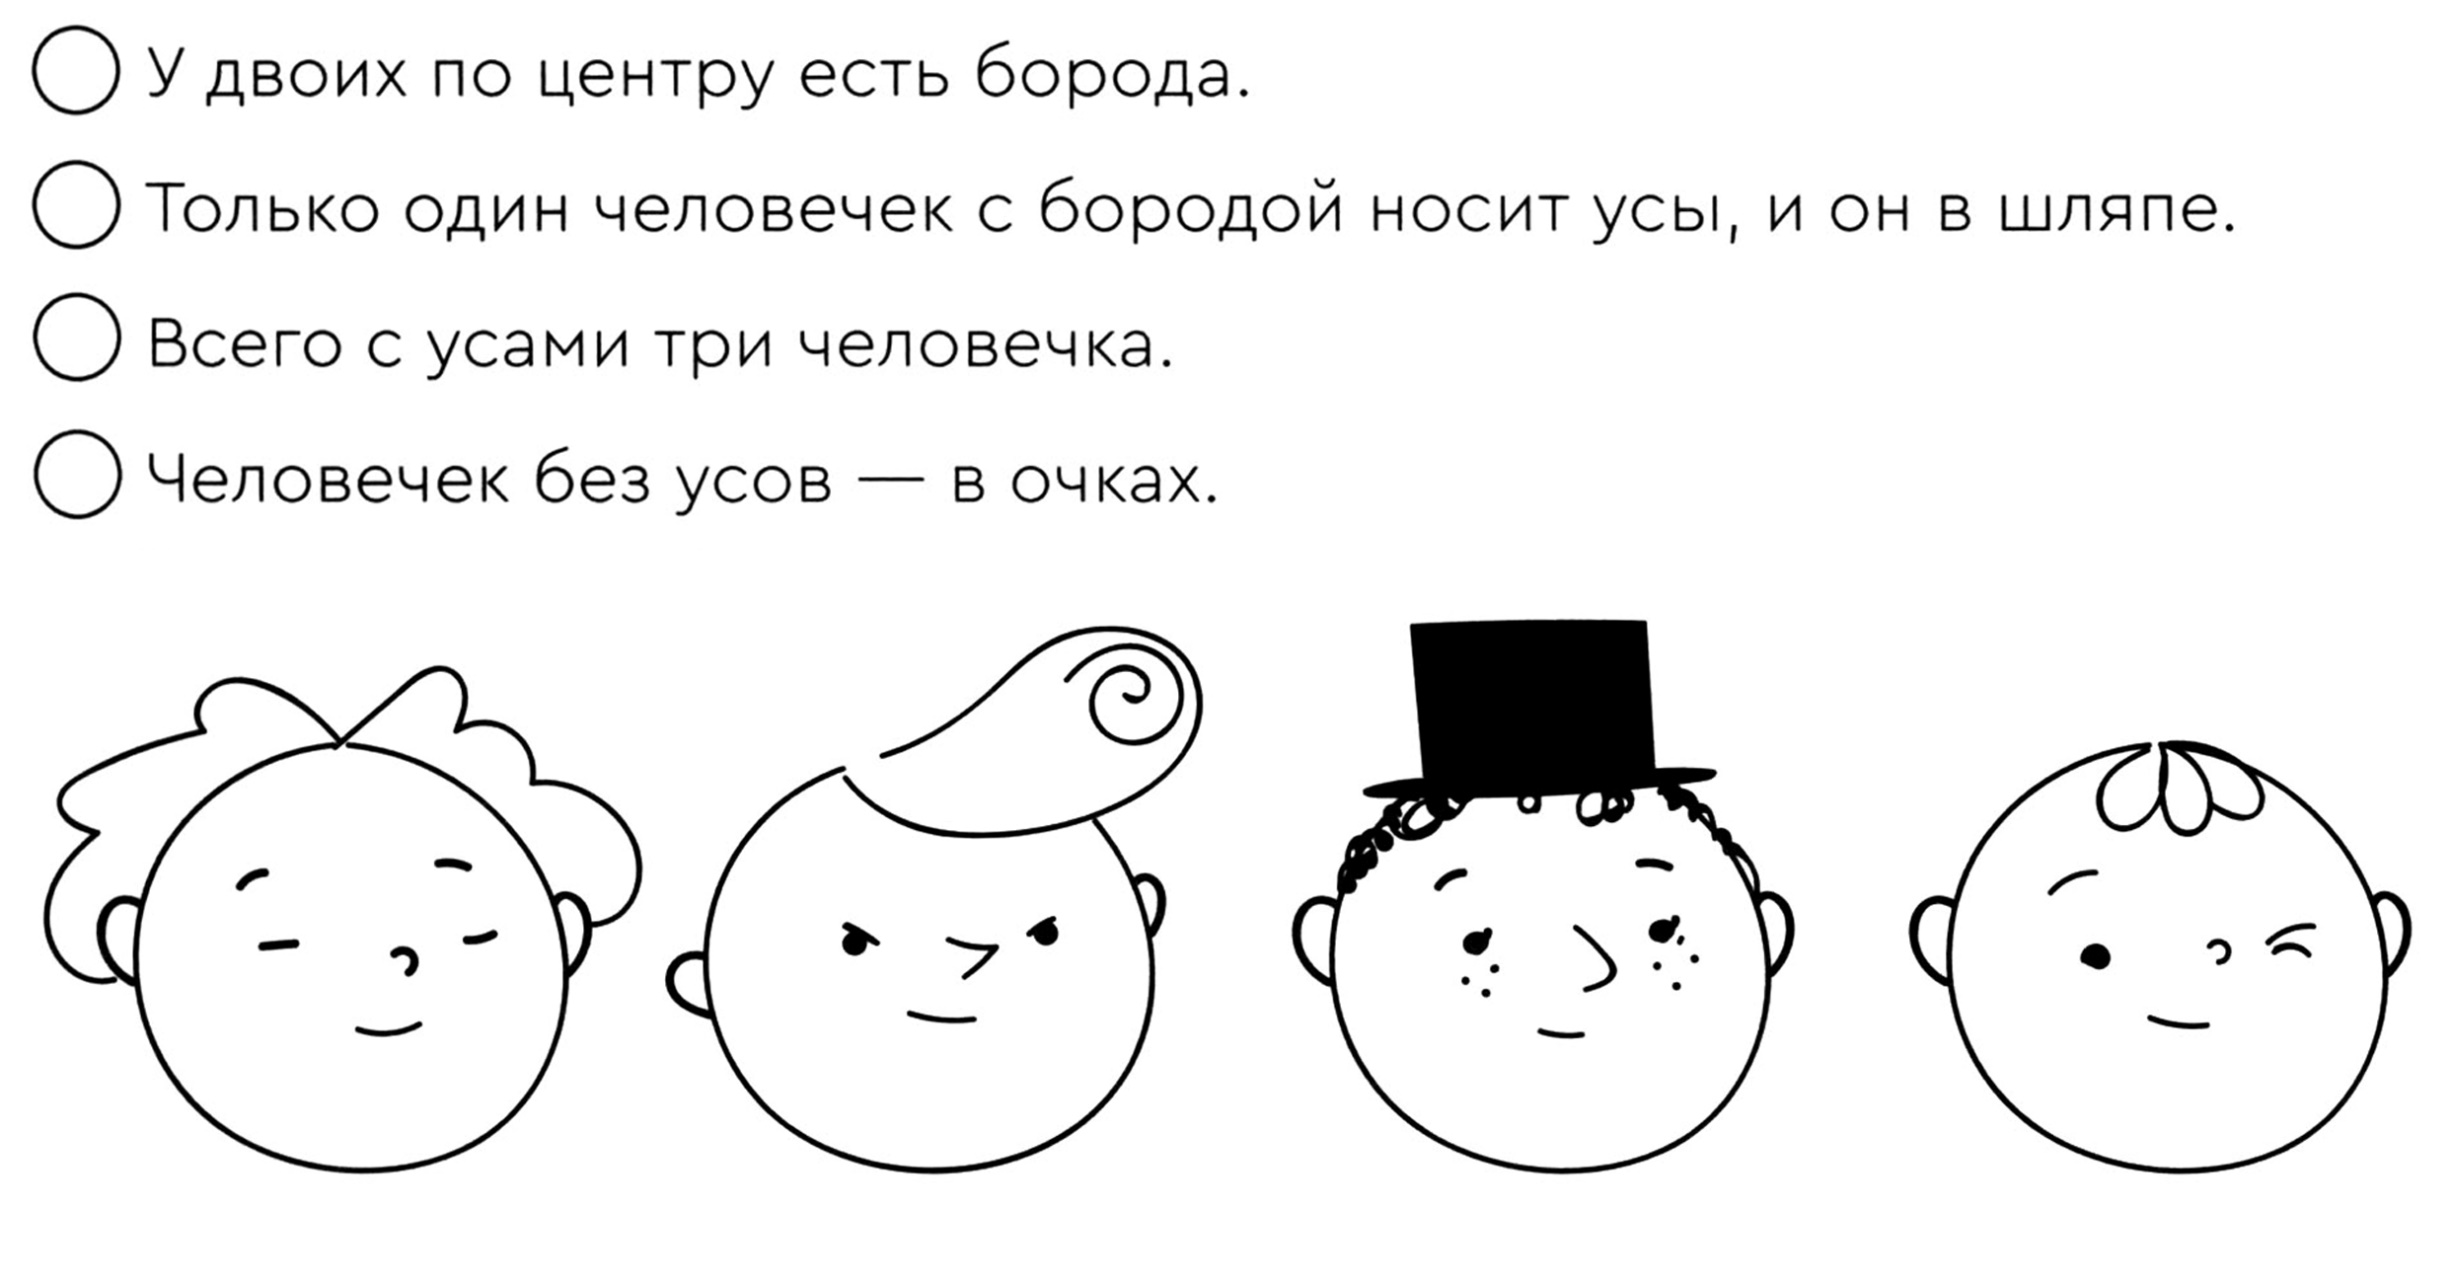 У двоих по центру есть борода.
Только один человечек с бородой носит усы, и он в шляпе.
Всего с усами три человечка.
Человечек без усов — в очках.